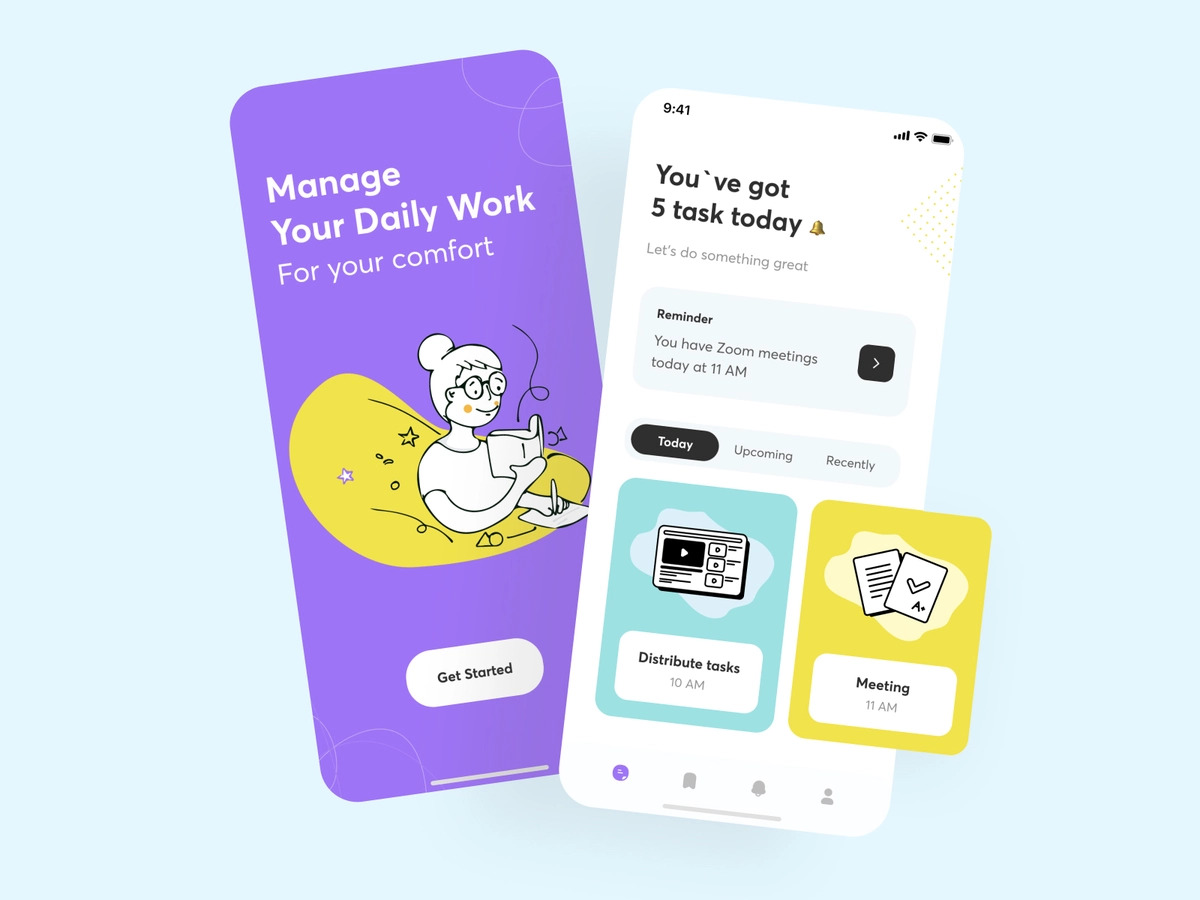 Manage
Your Daily Work
For your comfort
Get Started
9:41
You`ve got
5 task today
Let's do something great
Reminder
You have Zoom meetings
today at 11 AM
Today
Upcoming
Recently
A+
Distribute tasks
10 AM
Meeting
11 AM